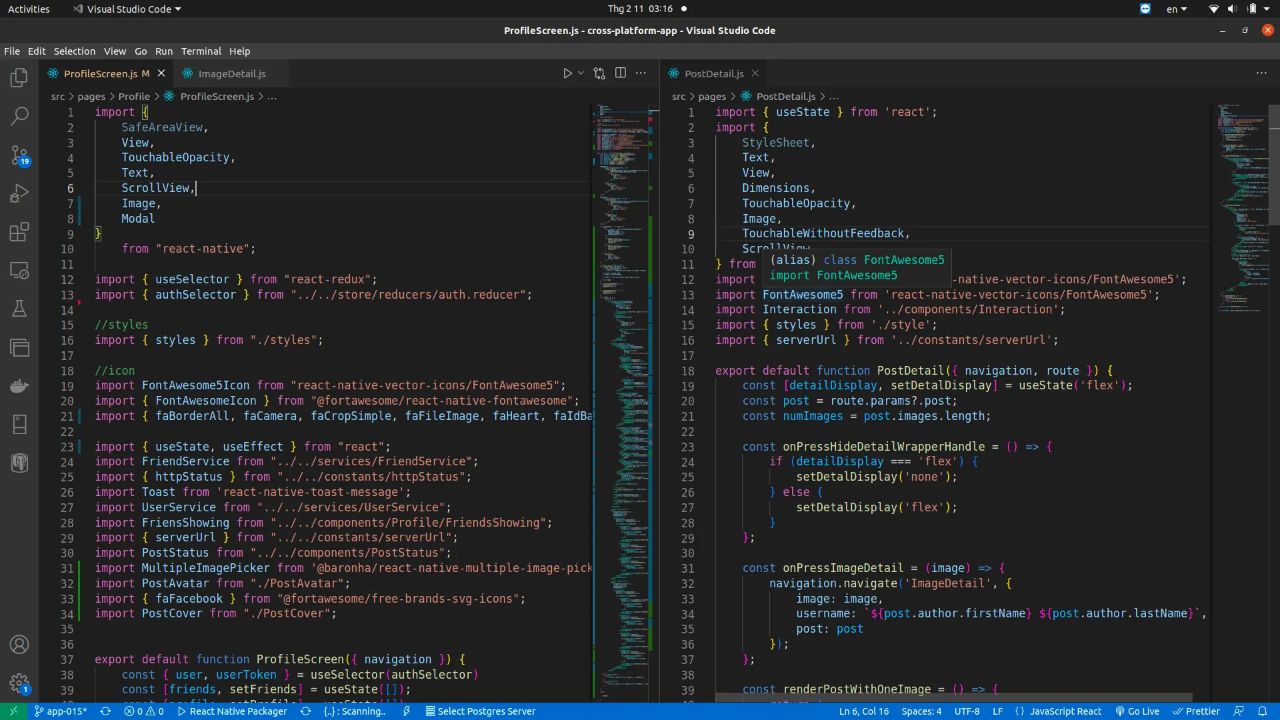 Activities
Visual Studio Code
Thg 2 11 03:16
en
ProfileScreen.js - cross-platform-app - Visual Studio Code
File Edit Selection View Go Run Terminal Help
ProfileScreen.js M
ImageDetail.js
src > pages > Profile > ProfileScreen.js > ...
1 import {
2 SafeAreaView,
3 View,
4 TouchableOpacity,
5 Text,
6 ScrollView,
7 Image,
8 Modal
9 }
10 from "react-native";
11
12 import { useSelector } from "react-redux";
13 import { authSelector } from "../../store/reducers/auth.reducer";
14
15 //styles
16 import { styles } from "./styles";
17
18 //icon
19 import FontAwesome5Icon from "react-native-vector-icons/FontAwesome5";
20 import { FontAwesomeIcon } from "@fortawesome/react-native-fontawesome";
21 import { faBorderAll, faCamera, faCropSimple, faFileImage, faHeart, faIdBa
22
23 import { useState, useEffect } from "react";
24 import FriendService from "../../services/FriendService";
25 import { httpStatus } from "../../constants/httpStatus";
26 import Toast from 'react-native-toast-message';
27 import UserService from "../../services/UserService";
28 import FriendShowing from "../../components/Profile/FriendsShowing";
29 import { serverUrl } from "../../constants/serverUrl";
30 import PostStatus from "../../components/PostStatus";
31 import MultipleImagePicker from '@baronha/react-native-multiple-image-pick
32 import PostAvatar from "./PostAvatar";
33 import { faFacebook } from "@fortawesome/free-brands-svg-icons";
34 import PostCover from "./PostCover";
35
36
37 export default function ProfileScreen({ navigation }) {
38 const { user, userToken } = useSelector(authSelector)
39 const [friends, setFriends] = useState([]);
PostDetail.js
src > pages > PostDetail.js > ...
1 import { useState } from 'react';
2 import {
3 StyleSheet,
4 Text,
5 View,
6 Dimensions,
7 TouchableOpacity,
8 Image,
9 TouchableWithoutFeedback,
10 ScrollView
11 } from
(alias) class FontAwesome5
import FontAwesome5
12 import
-native-vector-icons/FontAwesome5';
13 import FontAwesome5 from 'react-native-vector-icons/FontAwesome5';
14 import Interaction from '../components/Interaction';
15 import { styles } from './style';
16 import { serverUrl } from '../constants/serverUrl';
17
18 export default function PostDetail({ navigation, route }) {
19 const [detailDisplay, setDetalDisplay] = useState('flex');
20 const post = route.params?.post;
21 const numImages = post.images.length;
22
23 const onPressHideDetailWrapperHandle = () => {
24 if (detailDisplay === 'flex') {
25 setDetalDisplay('none');
26 } else {
27 setDetalDisplay('flex');
28 }
29 };
30
31 const onPressImageDetail = (image) => {
32 navigation.navigate('ImageDetail', {
33 image: image,
34 username: `${post.author.firstName} ${post.author.lastName}`,
35 post: post
36 });
37 };
38
39 const renderPostWithOneImage = () => {
19
1
app-015*
0 0
React Native Packager
{..} : Scanning..
Select Postgres Server
Ln 6, Col 16 Spaces: 4 UTF-8 LF {} JavaScript React Go Live Prettier